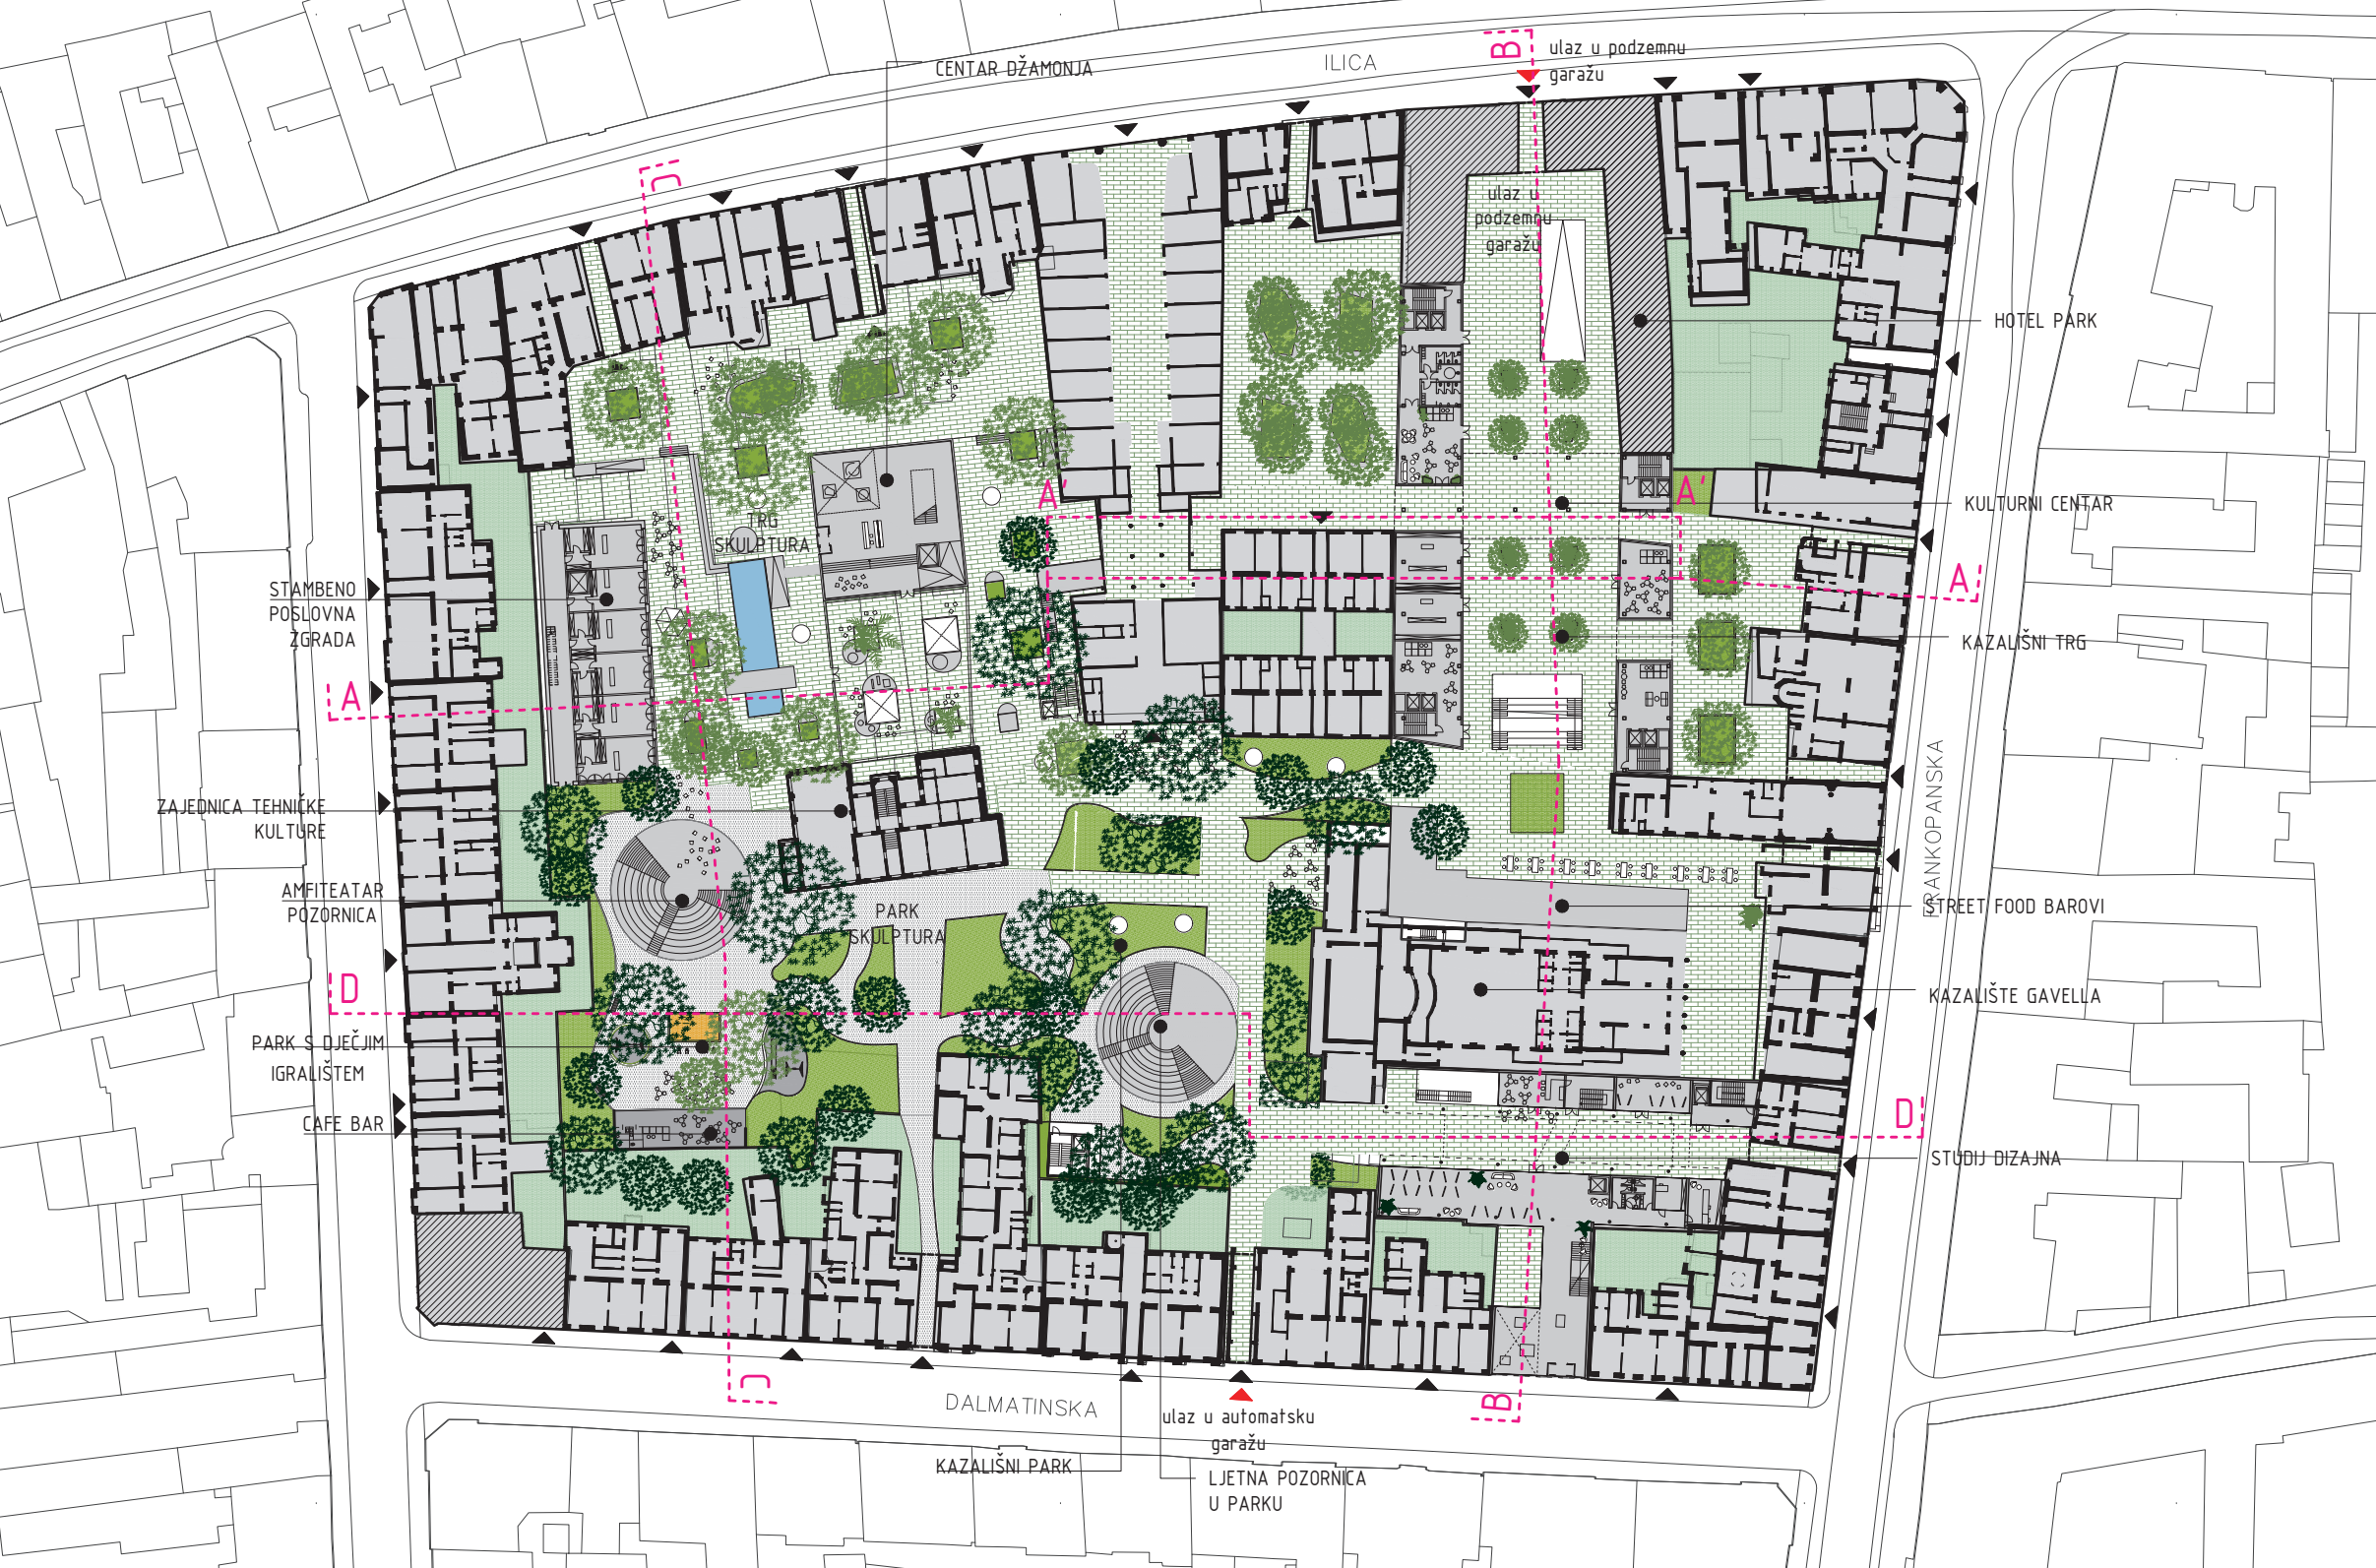 ILICA
B
ulaz u podzemnu
garažu
CENTAR DŽAMONJA
C
ulaz u
podzemnu
garažu
HOTEL PARK
A'
A'
KULTURNI CENTAR
TRG
SKULPTURA
A
STAMBENO
POSLOVNA
ZGRADA
KAZALIŠNI TRG
A
FRANKOPANSKA
ZAJEDNICA TEHNIČKE
KULTURE
AMFITEATAR
POZORNICA
PARK
SKULPTURA
STREET FOOD BAROVI
D
KAZALIŠTE GAVELLA
PARK S DJEČJIM
IGRALIŠTEM
CAFE BAR
D
STUDIJ DIZAJNA
C
B
DALMATINSKA
ulaz u automatsku
garažu
KAZALIŠNI PARK
LJETNA POZORNICA
U PARKU